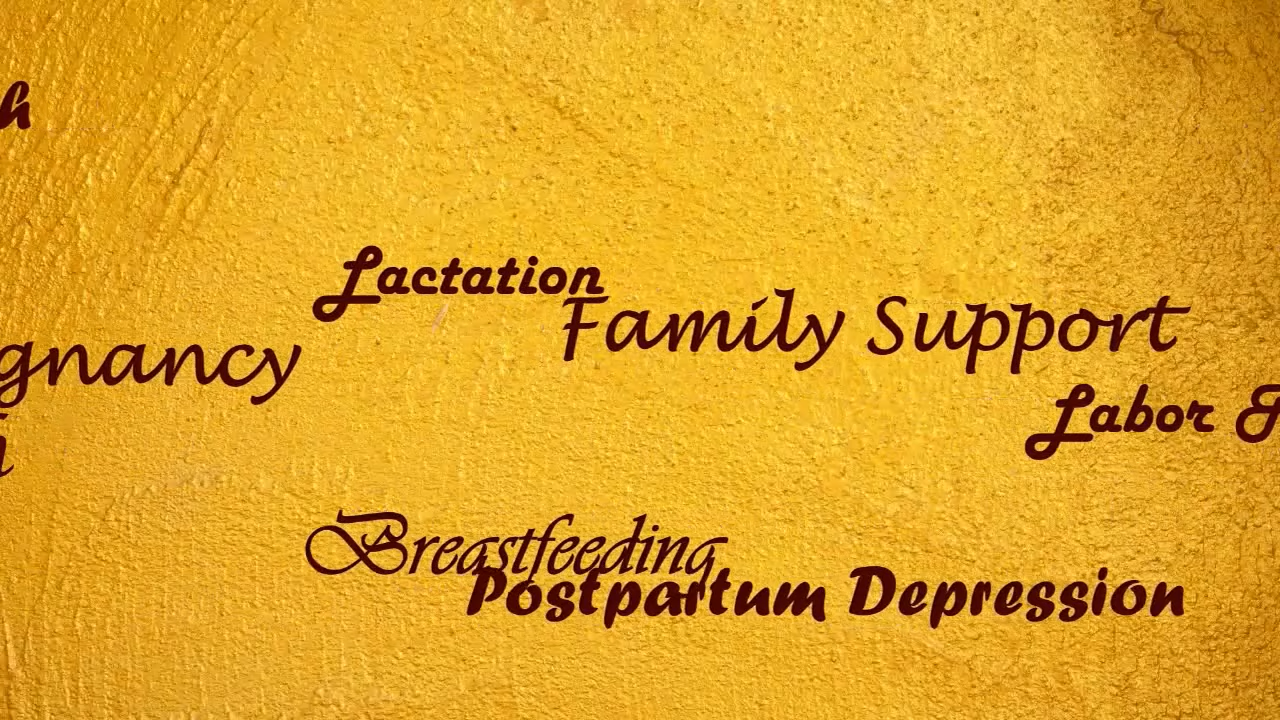 Lactation
Family Support
gnancy
Labor
Breastfeeding
Postpartum Depression